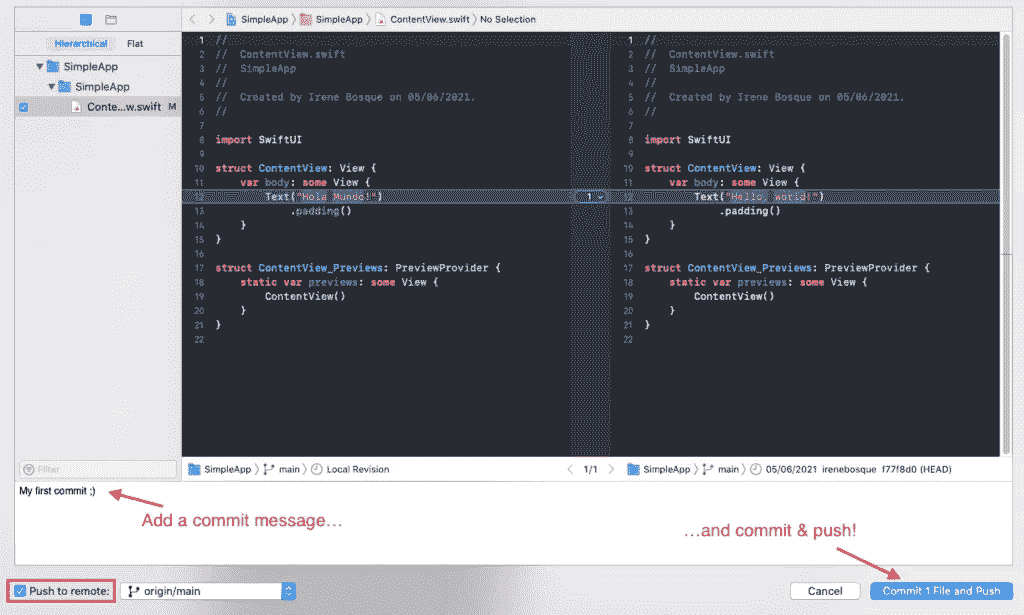 SimpleApp 〉 SimpleApp 〉 ContentView.swift 〉 No Selection
Hierarchical Flat
SimpleApp
SimpleApp
Conte...w.swift M
Filter
1 //
2 // ContentView.swift
3 // SimpleApp
4 //
5 // Created by Irene Bosque on 05/06/2021.
6 //
7
8 import SwiftUI
9
10 struct ContentView: View {
11 var body: some View {
12 Text("Hola Mundo!")
13 .padding()
14 }
15 }
16
17 struct ContentView_Previews: PreviewProvider {
18 static var previews: some View {
19 ContentView()
20 }
21 }
22
1
1 //
2 // ContentView.swift
3 // SimpleApp
4 //
5 // Created by Irene Bosque on 05/06/2021.
6 //
7
8 import SwiftUI
9
10 struct ContentView: View {
11 var body: some View {
12 Text("Hello, world!")
13 .padding()
14 }
15 }
16
17 struct ContentView_Previews: PreviewProvider {
18 static var previews: some View {
19 ContentView()
20 }
21 }
22
SimpleApp 〉 main 〉 Local Revision
1/1
SimpleApp 〉 main 〉 05/06/2021 irenebosque f77f8d0 (HEAD)
My first commit ;)
Add a commit message...
...and commit & push!
Push to remote: origin/main
Cancel
Commit 1 File and Push